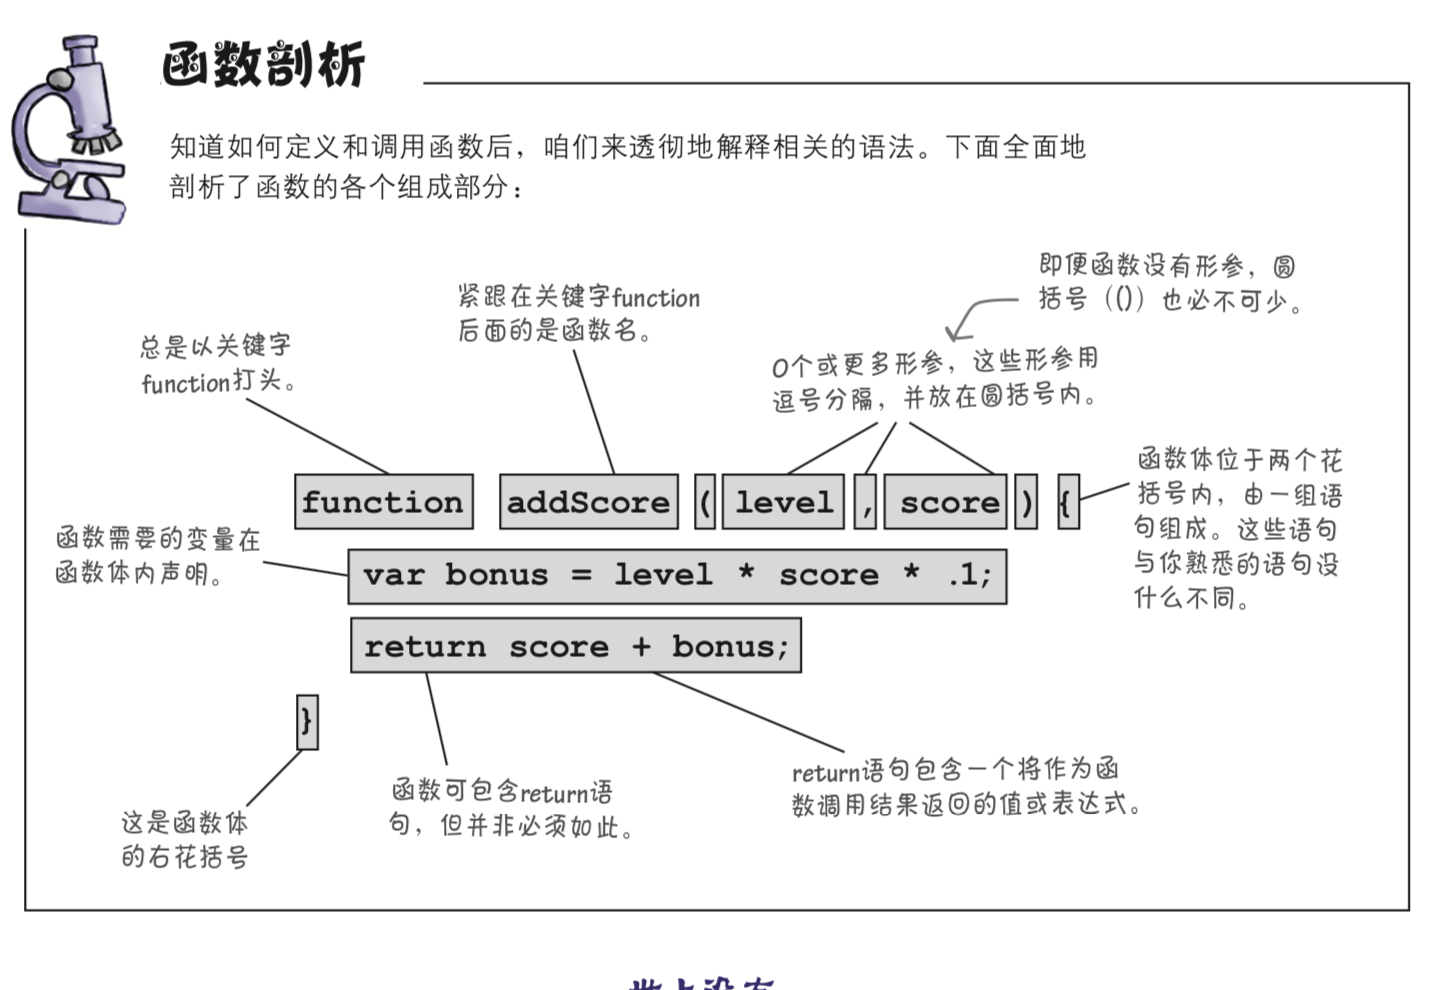 函数剖析
知道如何定义和调用函数后，咱们来透彻地解释相关的语法。下面全面地
剖析了函数的各个组成部分：
即便函数没有形参，圆
括号（()）也必不可少。
紧跟在关键字function
后面的是函数名。
总是以关键字
function打头。
0个或更多形参，这些形参用
逗号分隔，并放在圆括号内。
function addScore ( level , score ) {
函数体位于两个花
括号内，由一组语
句组成。这些语句
与你熟悉的语句没
什么不同。
函数需要的变量在
函数体内声明。
var bonus = level * score * .1;
return score + bonus;
}
函数可包含return语
句，但并非必须如此。
return语句包含一个将作为函
数调用结果返回的值或表达式。
这是函数体
的右花括号